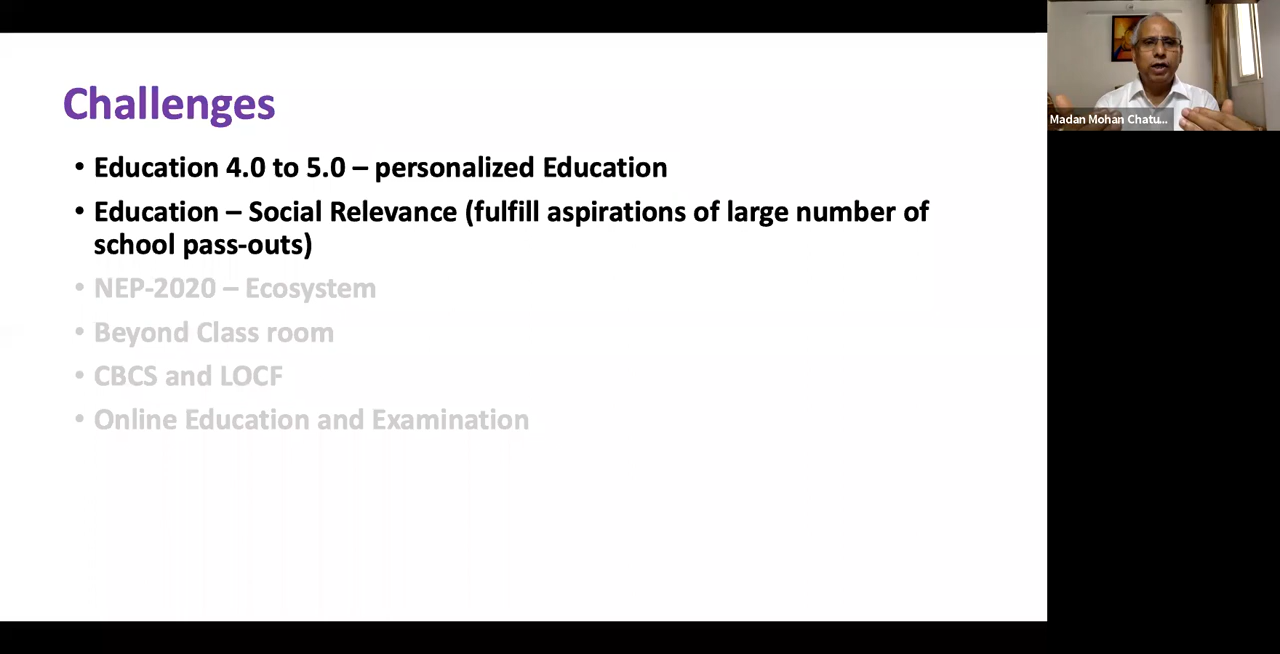 Challenges
• Education 4.0 to 5.0 – personalized Education
• Education – Social Relevance (fulfill aspirations of large number of
school pass-outs)
• NEP-2020 – Ecosystem
• Beyond Class room
• CBCS and LOCF
• Online Education and Examination
Madan Mohan Chatu...